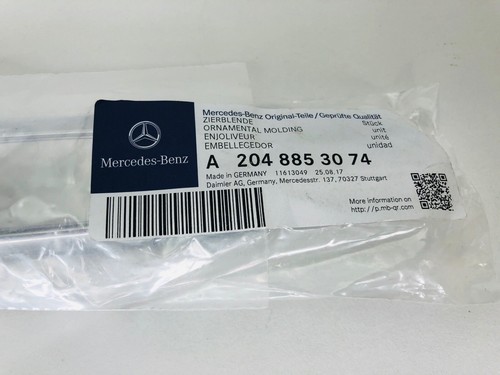 Mercedes-Benz
Mercedes-Benz Original-Teile / Geprüfte Qualität
ZIERBLENDE Stück
ORNAMENTAL MOLDING unit
ENJOLIVEUR unité
EMBELLECEDOR unidad
A 204 885 30 74
Made in GERMANY 11613049 25.08.17
Daimler AG, Germany, Mercedesstr. 137, 70327 Stuttgart
More information on
http://p.mb-qr.com/